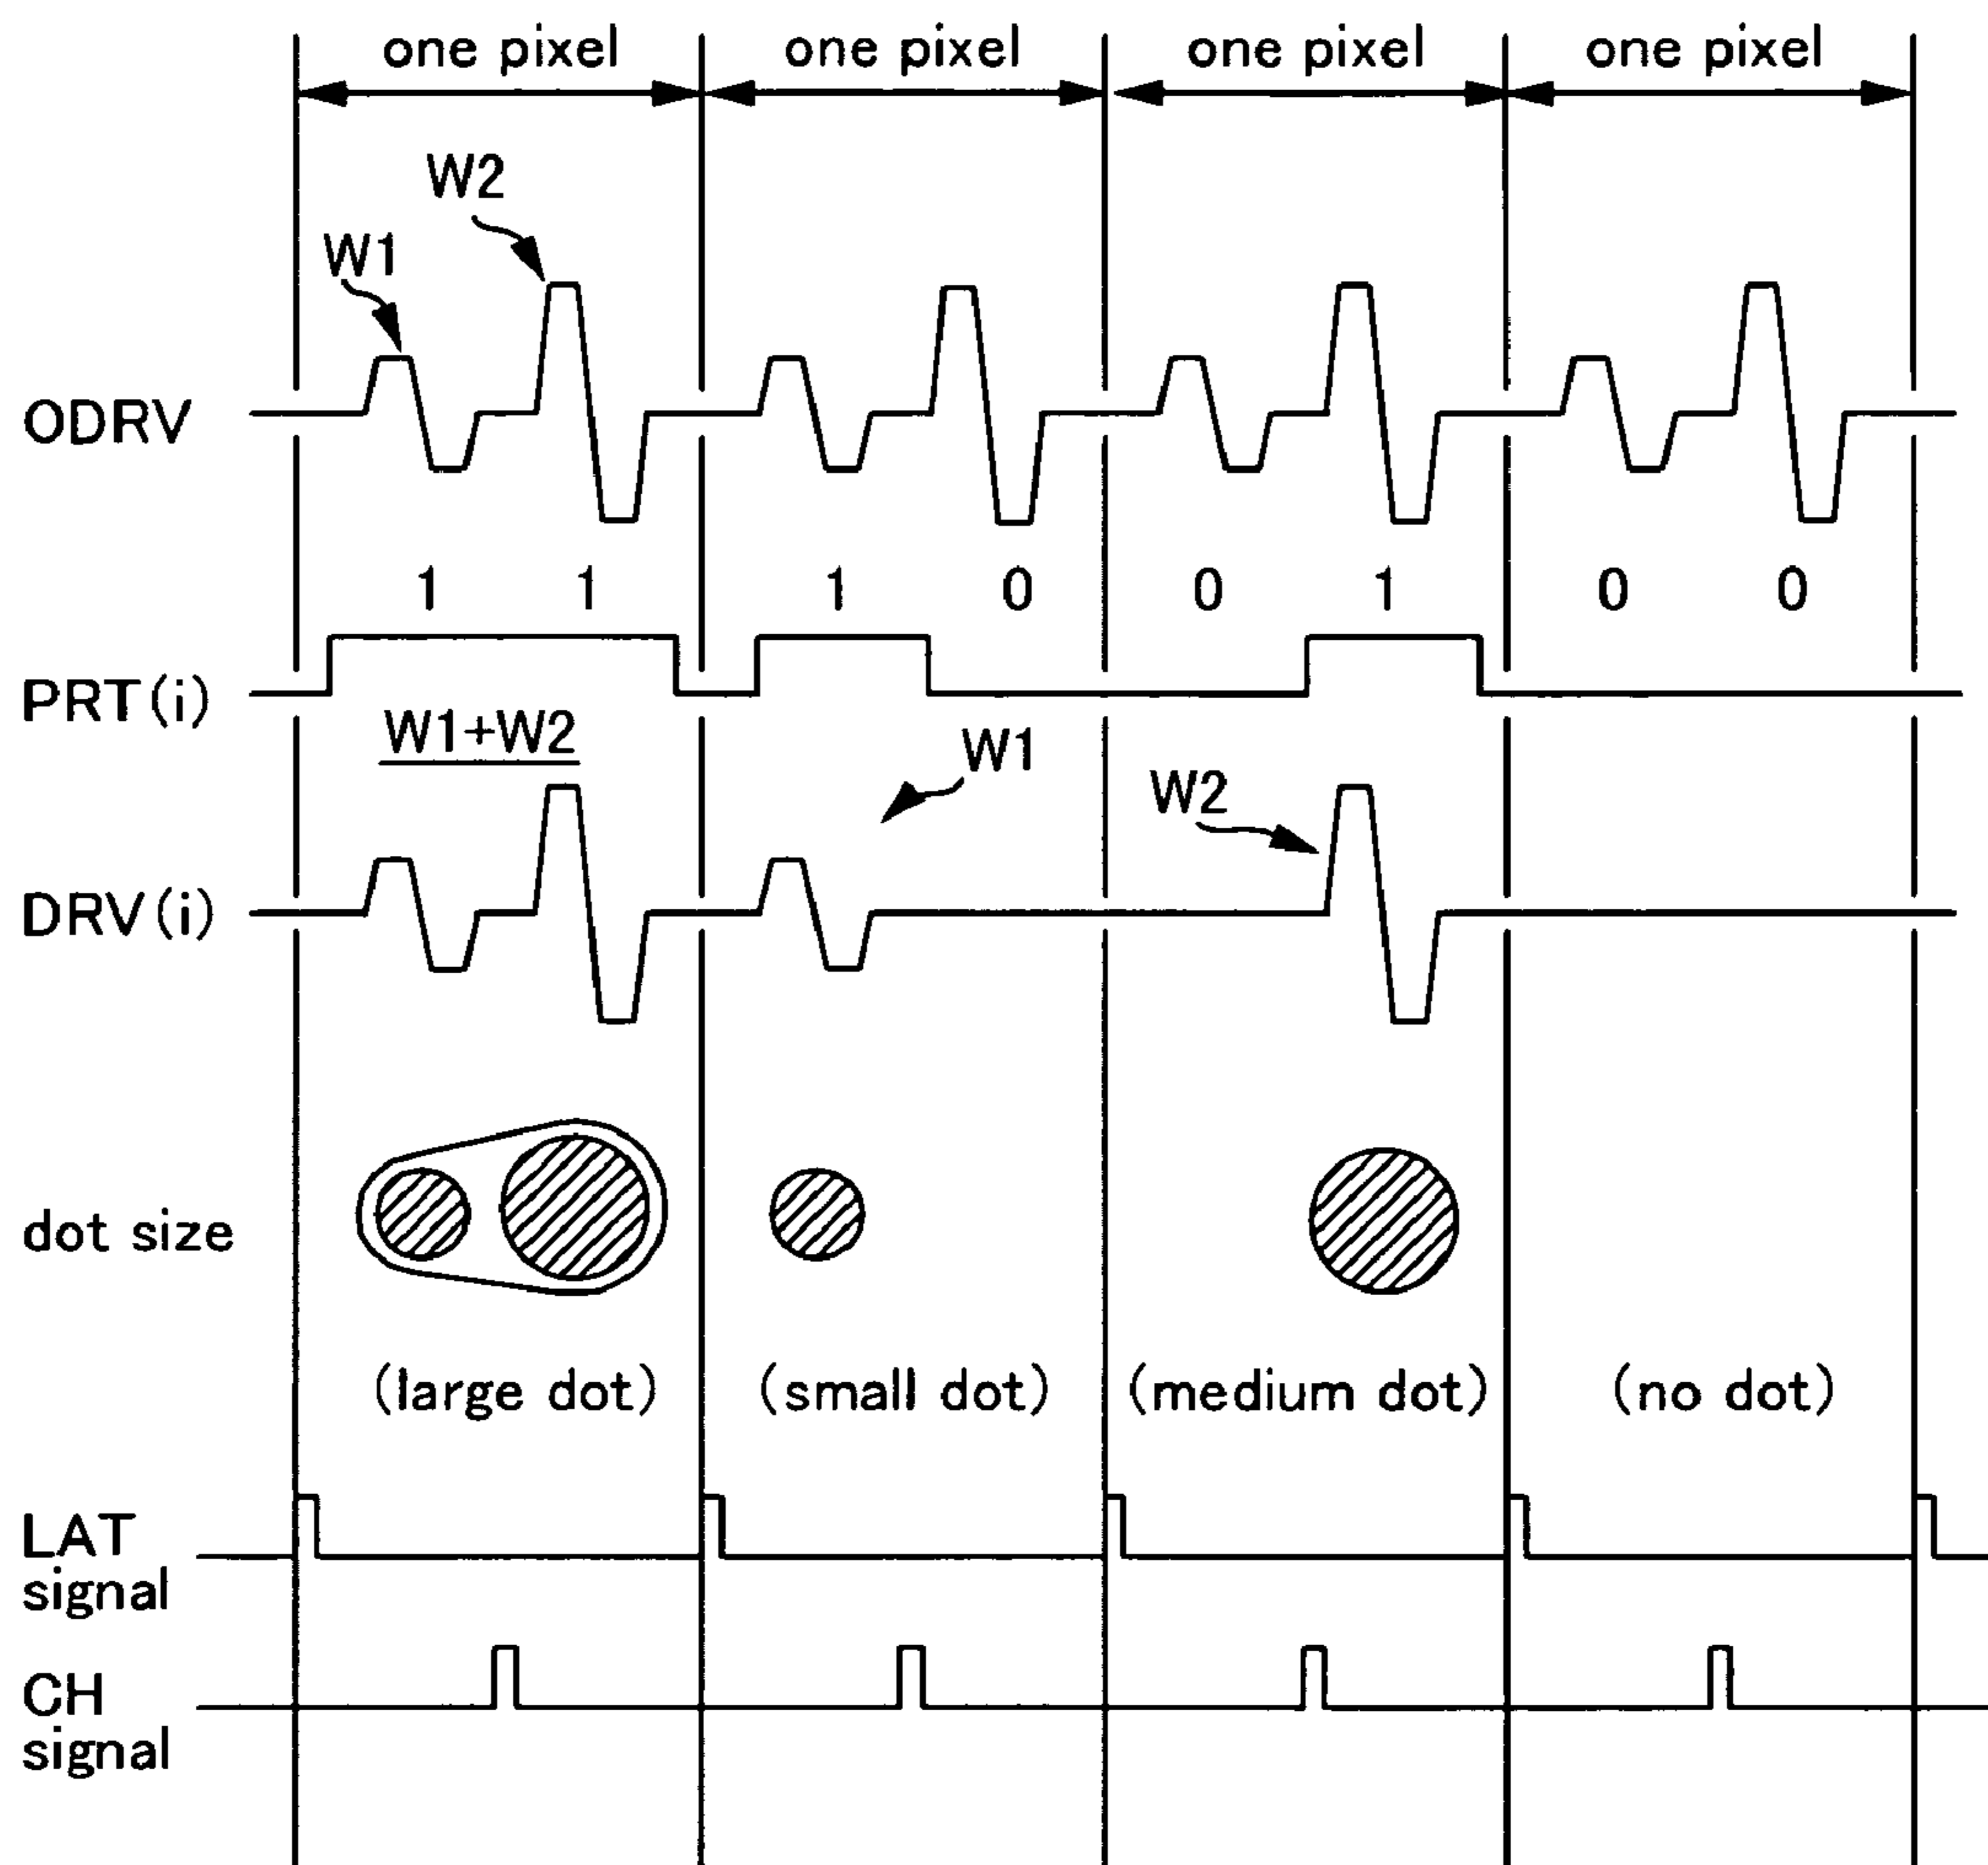 one pixel one pixel one pixel one pixel
W2
W1
ODRV
1 1 1 0 0 1 0 0
PRT(i)
W1+W2
W1
W2
DRV(i)
dot size
(large dot) (small dot) (medium dot) (no dot)
LAT
signal
CH
signal